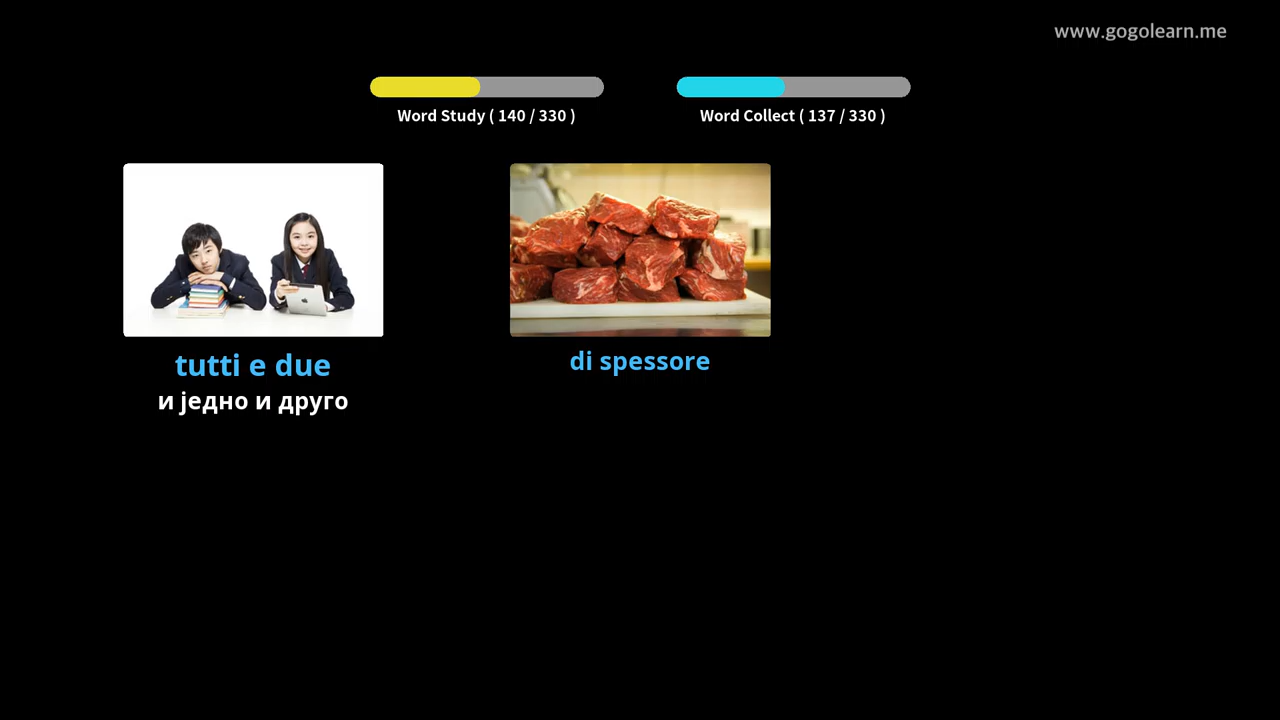 www.gogolearn.me
Word Study ( 140 / 330 )
Word Collect ( 137 / 330 )
tutti e due
и једно и друго
di spessore